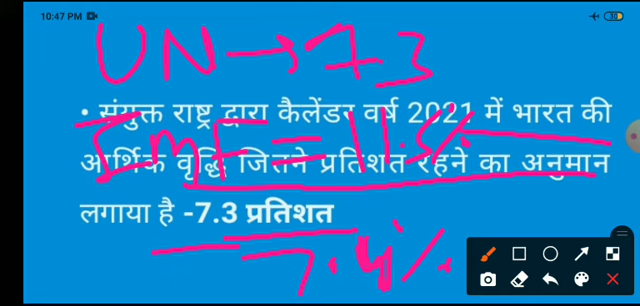 10:47 PM
UN → 7.3
• संयुक्त राष्ट्र द्वारा कैलेंडर वर्ष 2021 में भारत की
Imf = 11.5%
आर्थिक वृद्धि जितने प्रतिशत रहने का अनुमान
लगाया है -7.3 प्रतिशत
7.4%